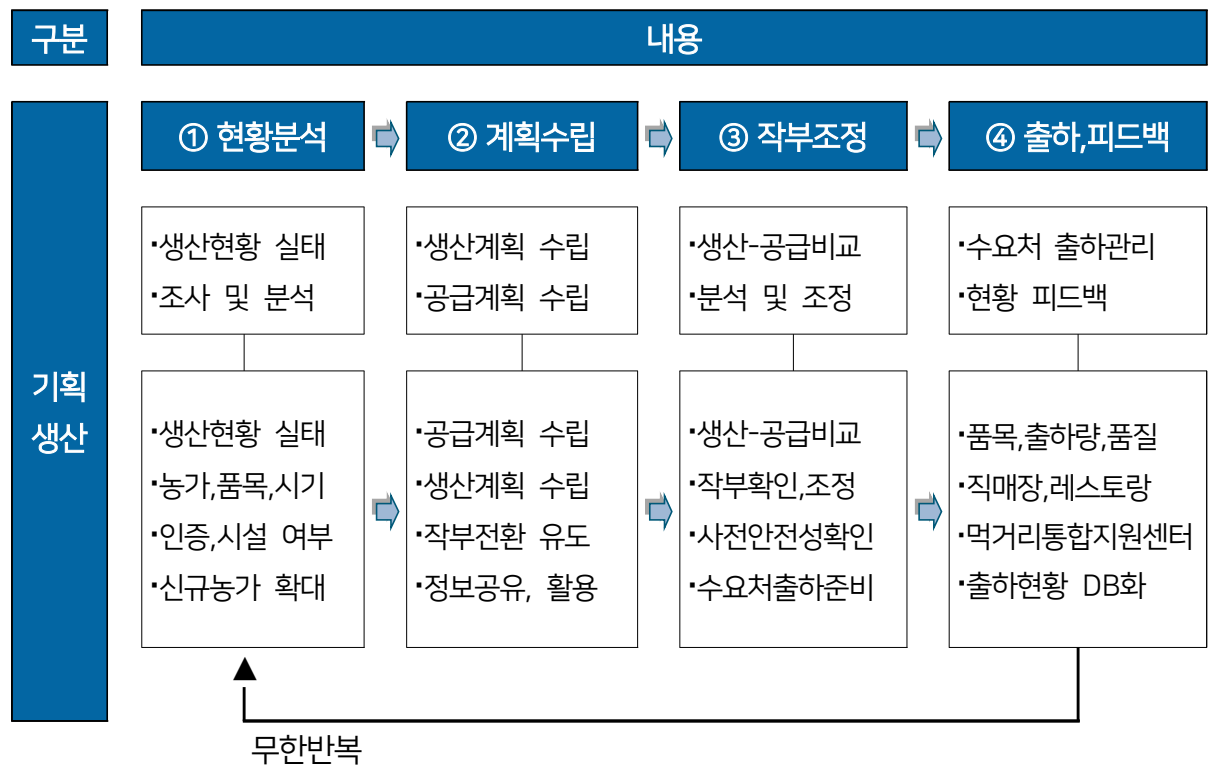 구분
내용
기획
생산
① 현황분석
② 계획수립
③ 작부조정
④ 출하,피드백
·생산현황 실태
·조사 및 분석
·생산계획 수립
·공급계획 수립
·생산-공급비교
·분석 및 조정
·수요처 출하관리
·현황 피드백
·생산현황 실태
·농가,품목,시기
·인증,시설 여부
·신규농가 확대
·공급계획 수립
·생산계획 수립
·작부전환 유도
·정보공유, 활용
·생산-공급비교
·작부확인,조정
·사전안전성확인
·수요처출하준비
·품목,출하량,품질
·직매장,레스토랑
·먹거리통합지원센터
·출하현황 DB화
무한반복